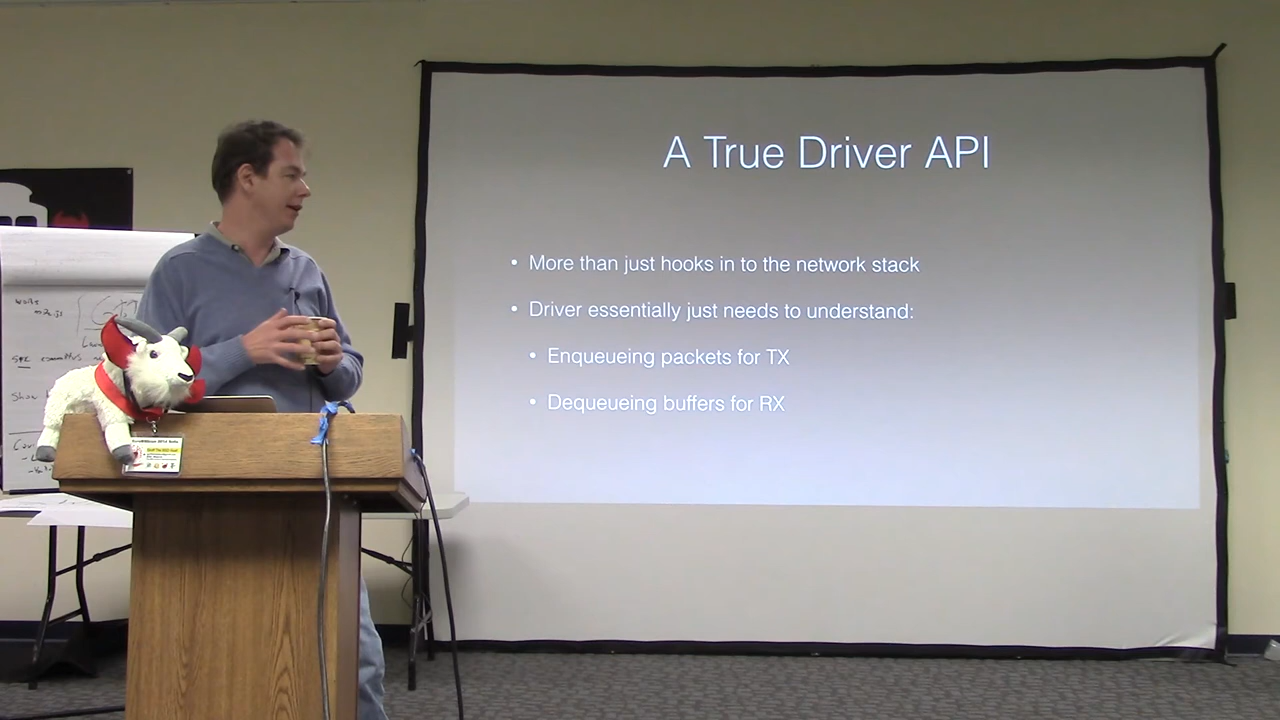 A True Driver API
• More than just hooks in to the network stack
• Driver essentially just needs to understand:
• Enqueueing packets for TX
• Dequeueing buffers for RX